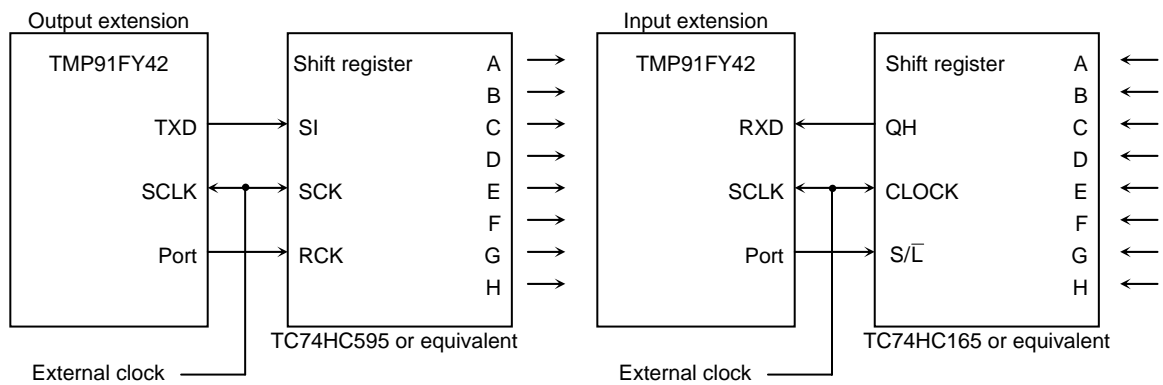 Output extension
TMP91FY42
TXD
SCLK
Port
Shift register
SI
SCK
RCK
A
B
C
D
E
F
G
H
TC74HC595 or equivalent
External clock
Input extension
TMP91FY42
RXD
SCLK
Port
Shift register
QH
CLOCK
S/L̅
A
B
C
D
E
F
G
H
TC74HC165 or equivalent
External clock